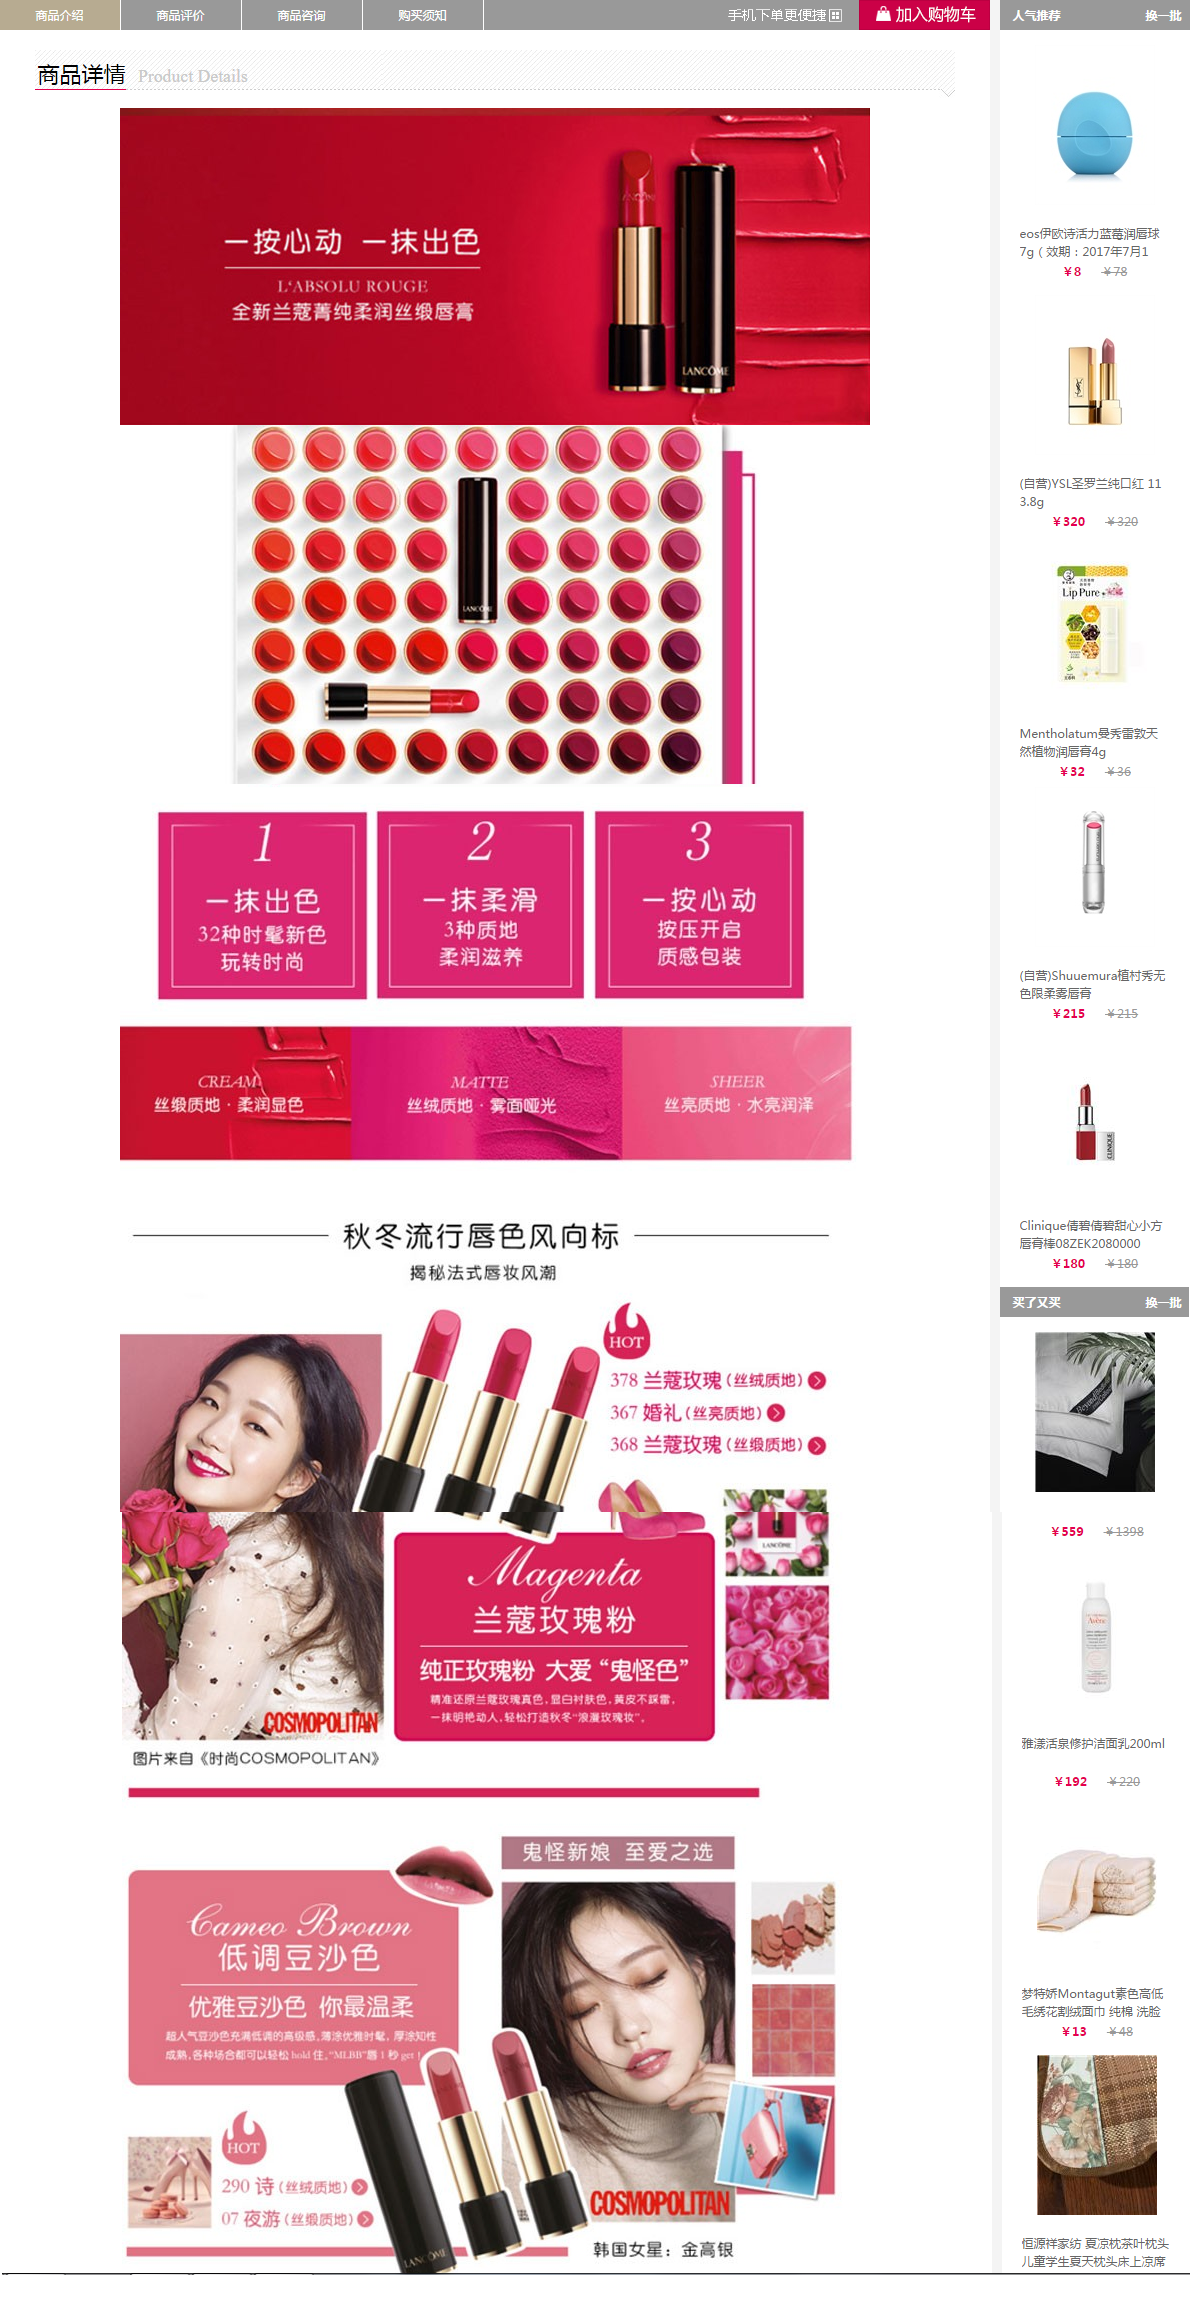 商品介绍
商品评价
商品咨询
购买须知
手机下单更便捷
加入购物车
人气推荐
换一批
商品详情 Product Details
一按心动 一抹出色
L'ABSOLU ROUGE
全新兰蔻菁纯柔润丝缎唇膏
LANCÔME
LANCÔME
1
一抹出色
32种时髦新色
玩转时尚
2
一抹柔滑
3种质地
柔润滋养
3
一按心动
按压开启
质感包装
CREAM
丝缎质地·柔润显色
MATTE
丝绒质地·雾面哑光
SHEER
丝亮质地·水亮润泽
秋冬流行唇色风向标
揭秘法式唇妆风潮
HOT
378 兰蔻玫瑰(丝绒质地)
367 婚礼(丝亮质地)
368 兰蔻玫瑰(丝缎质地)
LANCÔME
Magenta
兰蔻玫瑰粉
纯正玫瑰粉 大爱“鬼怪色”
精准还原兰蔻玫瑰真色,显白衬肤色,黄皮不踩雷,
一抹明艳动人,轻松打造秋冬“浪漫玫瑰妆”。
COSMOPOLITAN
图片来自《时尚COSMOPOLITAN》
鬼怪新娘 至爱之选
Cameo Brown
低调豆沙色
优雅豆沙色 你最温柔
超人气豆沙色充满低调的高级感,薄涂优雅时髦,厚涂知性
成熟,各种场合都可以轻松 hold 住,“MLBB”唇 1 秒 get!
HOT
290 诗(丝绒质地)
07 夜游(丝缎质地)
LANCÔME
COSMOPOLITAN
韩国女星：金高银
eos伊欧诗活力蓝莓润唇球
7g（效期：2017年7月1
￥8 ￥78
(自营)YSL圣罗兰纯口红 11
3.8g
￥320 ￥320
Lip Pure
Mentholatum曼秀雷敦天
然植物润唇膏4g
￥32 ￥36
(自营)Shuuemura植村秀无
色限柔雾唇膏
￥215 ￥215
CLINIQUE
Clinique倩碧倩碧甜心小方
唇膏棒08ZEK2080000
￥180 ￥180
买了又买
换一批
￥559 ￥1398
Avène
雅漾活泉修护洁面乳200ml
￥192 ￥220
梦特娇Montagut素色高低
毛绣花割绒面巾 纯棉 洗脸
￥13 ￥48
恒源祥家纺 夏凉枕茶叶枕头
儿童学生夏天枕头床上凉席